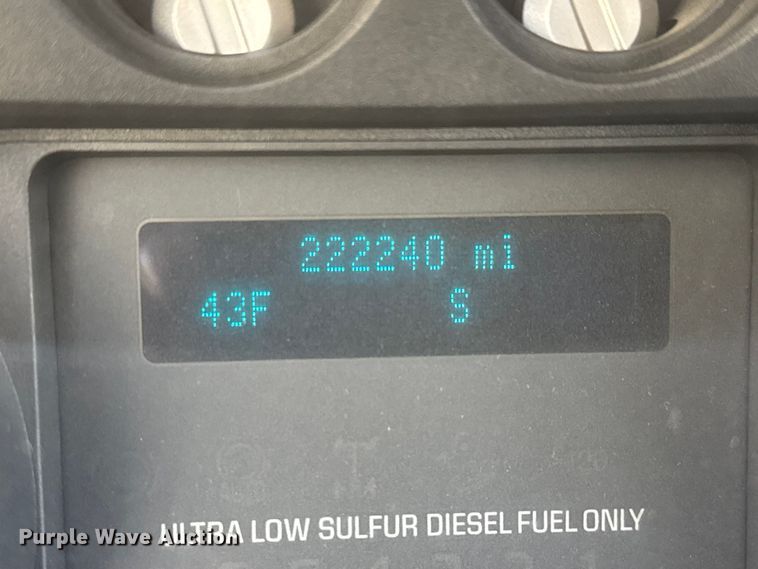 222240 mi
43F S
ULTRA LOW SULFUR DIESEL FUEL ONLY
Purple Wave Auction